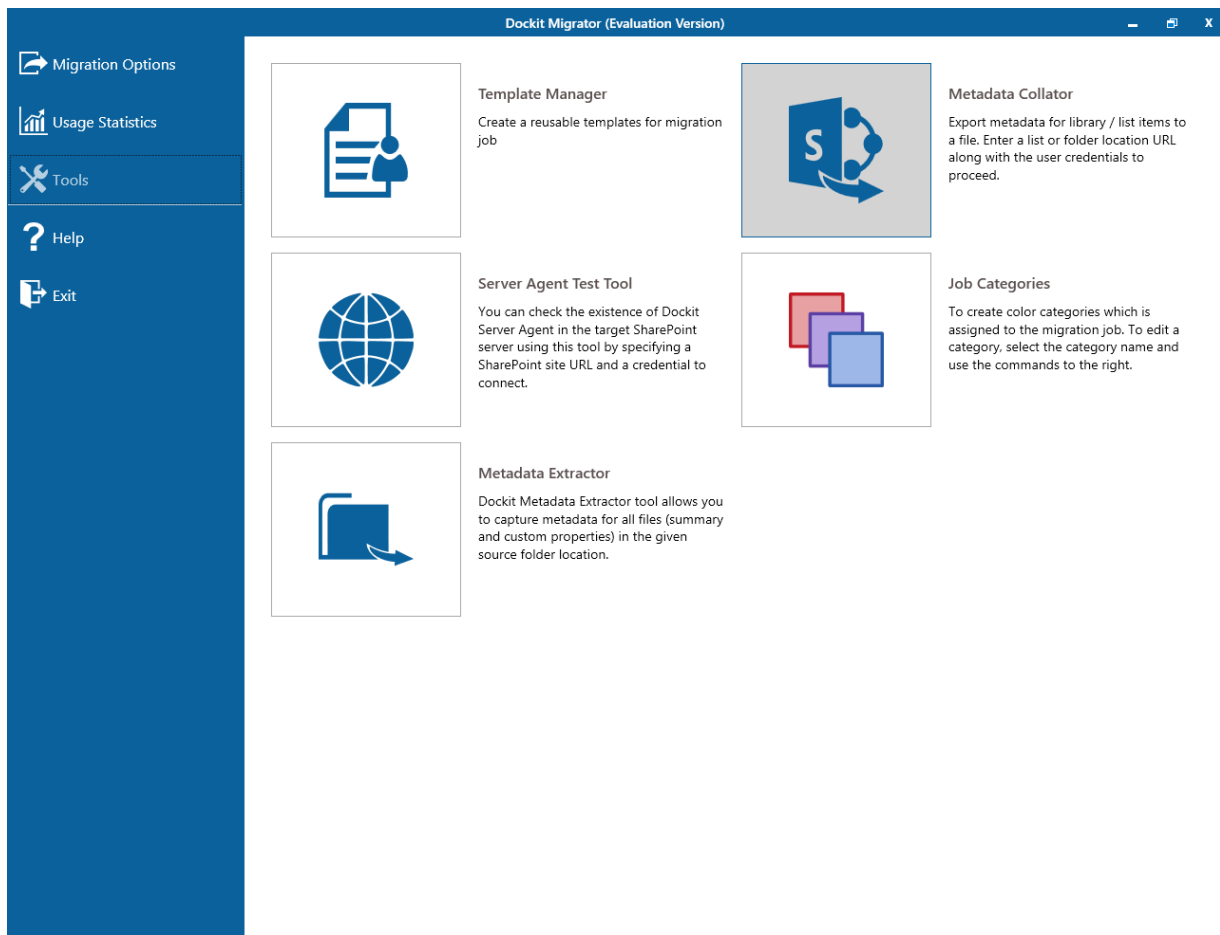 Dockit Migrator (Evaluation Version)
X
Migration Options
Usage Statistics
Tools
? Help
Exit
Template Manager
Create a reusable templates for migration
job
S
Metadata Collator
Export metadata for library / list items to
a file. Enter a list or folder location URL
along with the user credentials to
proceed.
Server Agent Test Tool
You can check the existence of Dockit
Server Agent in the target SharePoint
server using this tool by specifying a
SharePoint site URL and a credential to
connect.
Job Categories
To create color categories which is
assigned to the migration job. To edit a
category, select the category name and
use the commands to the right.
Metadata Extractor
Dockit Metadata Extractor tool allows you
to capture metadata for all files (summary
and custom properties) in the given
source folder location.